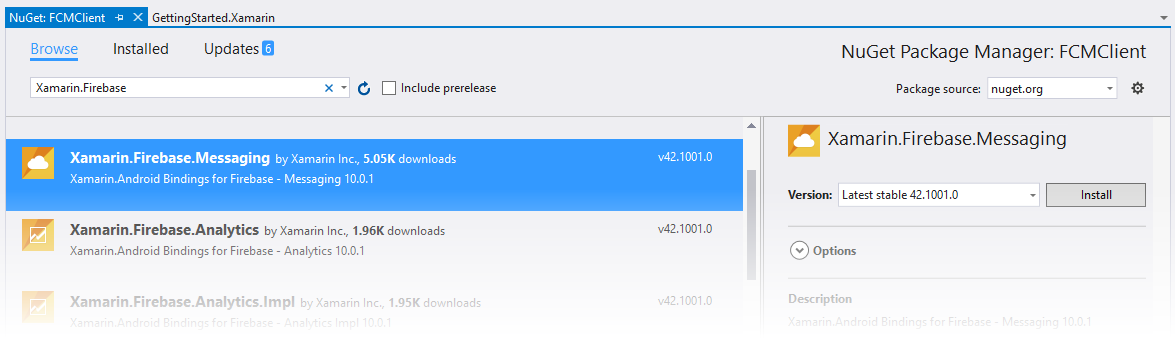 NuGet: FCMClient GettingStarted.Xamarin
Browse Installed Updates 6 NuGet Package Manager: FCMClient
Xamarin.Firebase Include prerelease Package source: nuget.org
Xamarin.Firebase.Messaging by Xamarin Inc., 5.05K downloads v42.1001.0
Xamarin.Android Bindings for Firebase - Messaging 10.0.1
Xamarin.Firebase.Analytics by Xamarin Inc., 1.96K downloads v42.1001.0
Xamarin.Android Bindings for Firebase - Analytics 10.0.1
Xamarin.Firebase.Analytics.Impl by Xamarin Inc., 1.95K downloads v42.1001.0
Xamarin.Android Bindings for Firebase - Analytics Impl 10.0.1
Xamarin.Firebase.Messaging
Version: Latest stable 42.1001.0 Install
Options
Description
Xamarin.Android Bindings for Firebase - Messaging 10.0.1